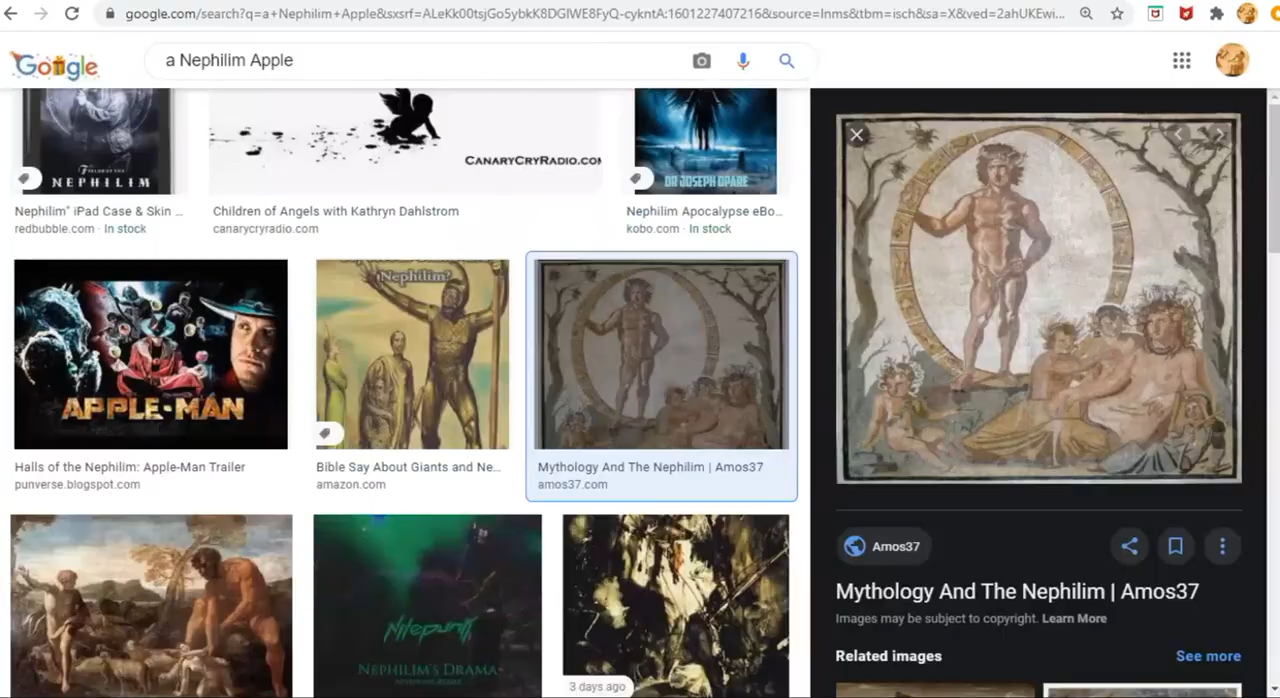 google.com/search?q=a+Nephilim+Apple&sxsrf=ALeKk00tsjGo5ybkK8DGlWE8FyQ-cykntA:1601227407216&source=lnms&tbm=isch&sa=X&ved=2ahUKEwi...
Google
a Nephilim Apple
NEPHILIM
CANARYCRYRADIO.COM
DR JOSEPH OPARE
Nephilim" iPad Case & Skin ...
Children of Angels with Kathryn Dahlstrom
Nephilim Apocalypse eBo...
redbubble.com · In stock
canarycryradio.com
kobo.com · In stock
APPLE-MAN
Nephilim?
Halls of the Nephilim: Apple-Man Trailer
Bible Say About Giants and Ne...
Mythology And The Nephilim | Amos37
punverse.blogspot.com
amazon.com
amos37.com
Amos37
Mythology And The Nephilim | Amos37
Images may be subject to copyright. Learn More
Related images
See more
Nitepunk
NEPHILIM'S DRAMA
3 days ago